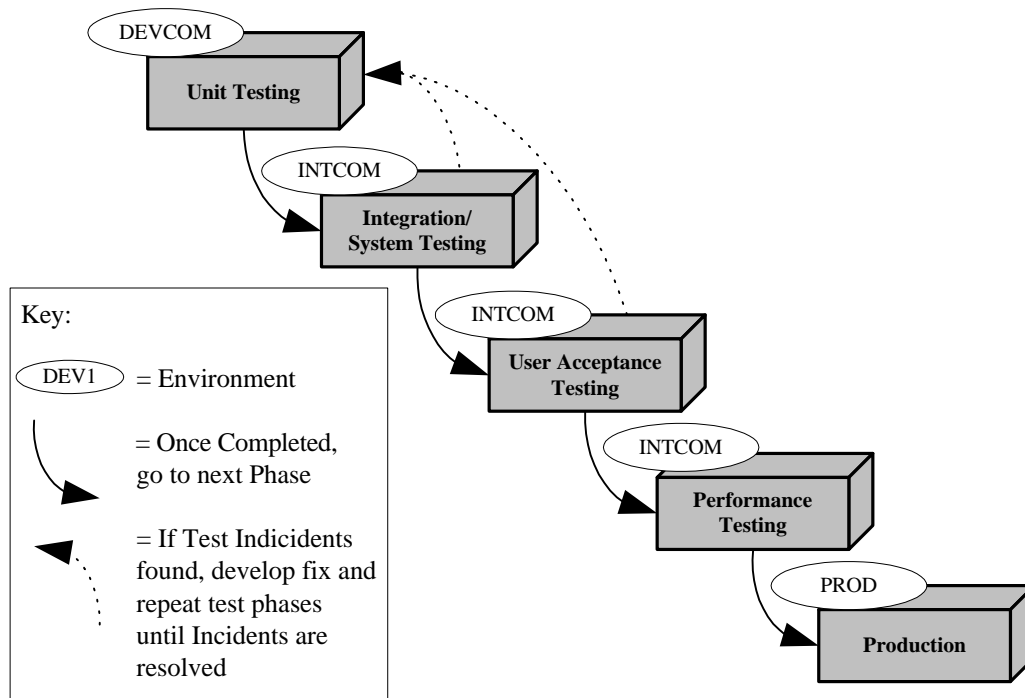 DEVCOM
Unit Testing
INTCOM
Integration/
System Testing
INTCOM
User Acceptance
Testing
INTCOM
Performance
Testing
PROD
Production
Key:
DEV1
= Environment
= Once Completed,
go to next Phase
= If Test Indicidents
found, develop fix and
repeat test phases
until Incidents are
resolved